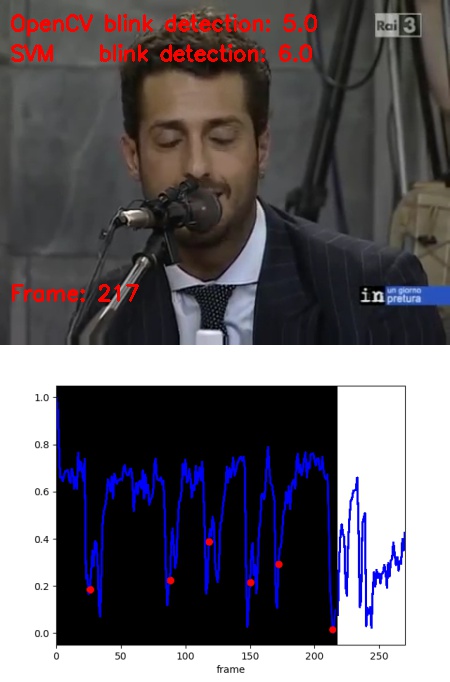 OpenCV blink detection: 5.0
Rai 3
SVM blink detection: 6.0
Frame: 217
in un giorno
pretura
1.0
0.8
0.6
0.4
0.2
0.0
0 50 100 150 200 250
frame